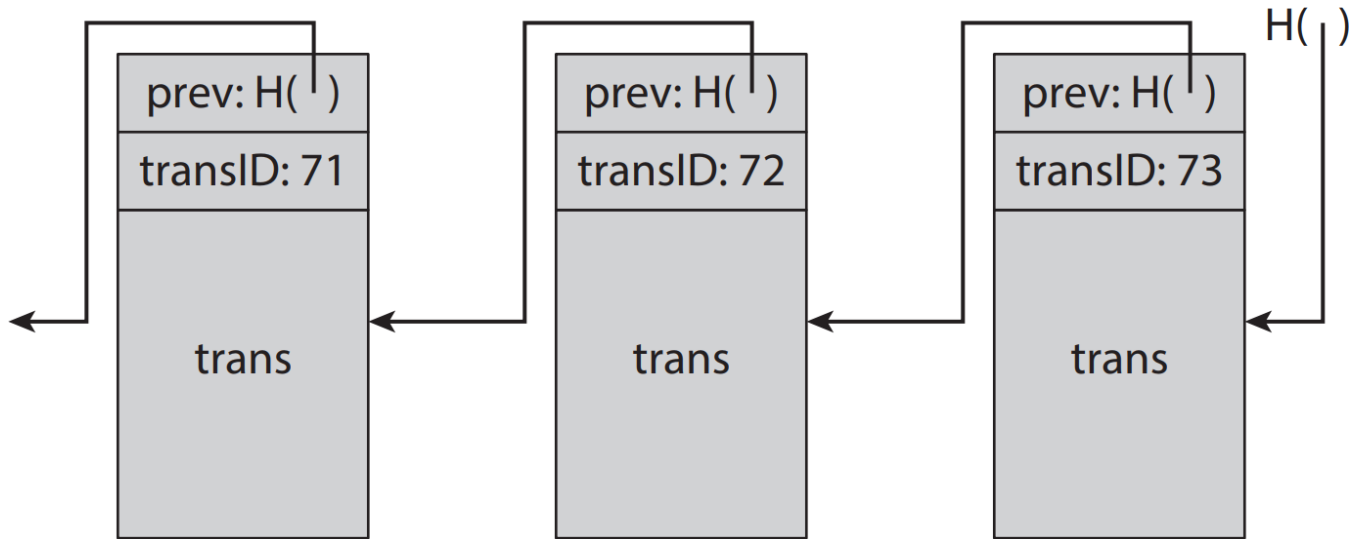 H( )
prev: H( )
prev: H( )
prev: H( )
transID: 71
transID: 72
transID: 73
trans
trans
trans